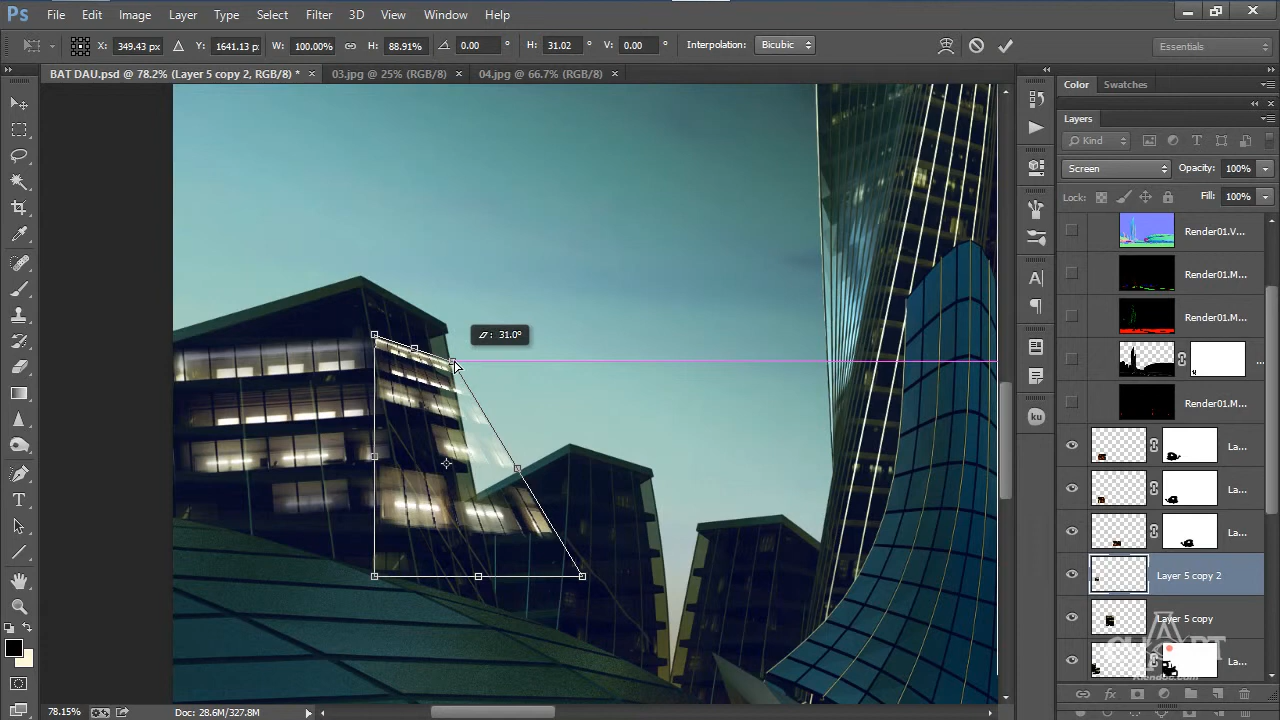 Ps File Edit Image Layer Type Select Filter 3D View Window Help
X: 349.43 px Y: 1641.13 p W: 100.00% H: 88.91% 0.00 ° H: 31.02 V: 0.00 ° Interpolation: Bicubic Essentials
BAT DAU.psd @ 78.2% (Layer 5 copy 2, RGB/8) * × 03.jpg @ 25% (RGB/8) × 04.jpg @ 66.7% (RGB/8) ×
Color Swatches
Layers
Kind
Screen Opacity: 100%
Lock: Fill: 100%
Render01.V...
Render01.M...
Render01.M...
...
Render01.M...
La...
La...
La...
Layer 5 copy 2
Layer 5 copy
La...
31.0°
ku
78.15% Doc: 28.6M/327.8M